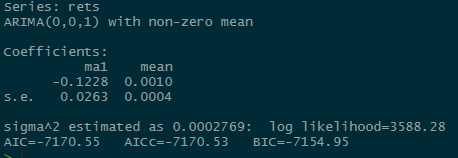 Series: rets
ARIMA(0,0,1) with non-zero mean
Coefficients:
ma1 mean
-0.1228 0.0010
s.e. 0.0263 0.0004
sigma^2 estimated as 0.0002769: log likelihood=3588.28
AIC=-7170.55 AICc=-7170.53 BIC=-7154.95
>